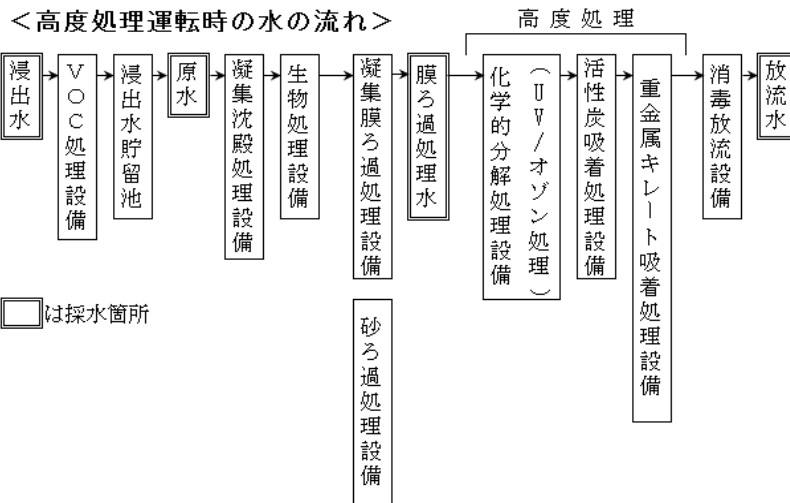 <高度処理運転時の水の流れ>
高度処理
浸出水
VOC処理設備
浸出水貯留池
原水
凝集沈殿処理設備
生物処理設備
凝集膜ろ過処理設備
膜ろ過処理水
化学的分解処理設備
(UV/オゾン処理)
活性炭吸着処理設備
重金属キレート吸着処理設備
消毒放流設備
放流水
は採水箇所
砂ろ過処理設備